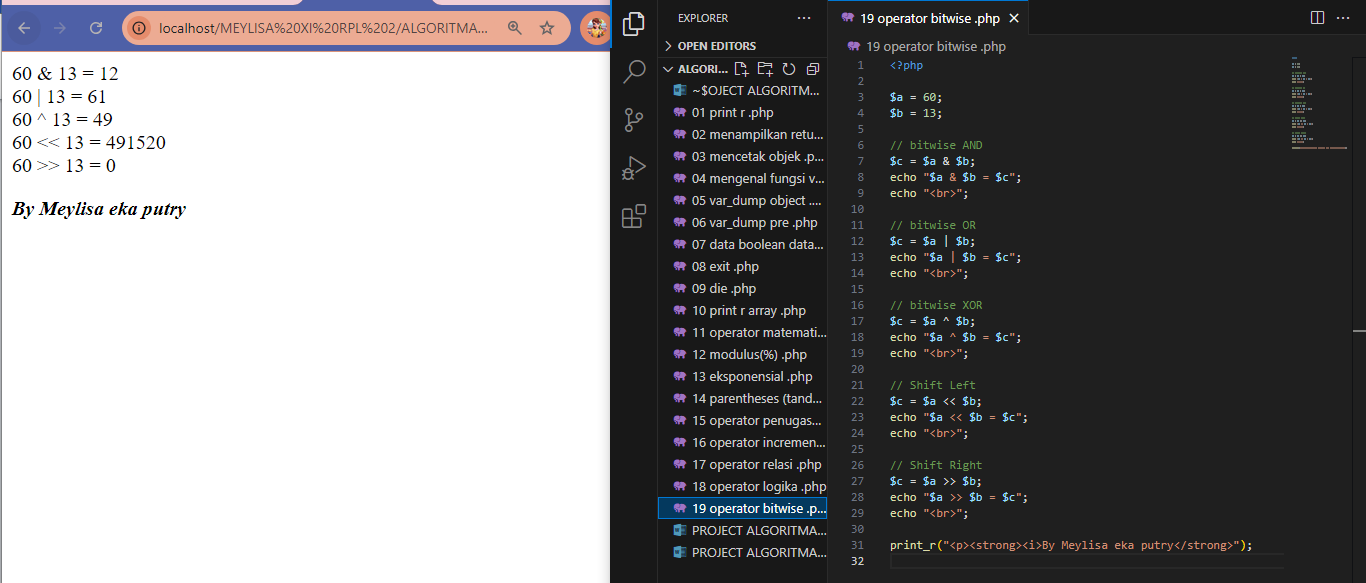 localhost/MEYLISA%20XI%20RPL%202/ALGORITMA...
60 & 13 = 12
60 | 13 = 61
60 ^ 13 = 49
60 << 13 = 491520
60 >> 13 = 0
By Meylisa eka putry
EXPLORER
OPEN EDITORS
ALGORI...
~$OJECT ALGORITM...
01 print r .php
02 menampilkan retu...
03 mencetak objek .p...
04 mengenal fungsi v...
05 var_dump object ....
06 var_dump pre .php
07 data boolean data...
08 exit .php
09 die .php
10 print r array .php
11 operator matemati...
12 modulus(%) .php
13 eksponensial .php
14 parentheses (tand...
15 operator penugas...
16 operator incremen...
17 operator relasi .php
18 operator logika .php
19 operator bitwise .p...
PROJECT ALGORITMA...
PROJECT ALGORITMA...
19 operator bitwise .php
19 operator bitwise .php
1 <?php
2
3 $a = 60;
4 $b = 13;
5
6 // bitwise AND
7 $c = $a & $b;
8 echo "$a & $b = $c";
9 echo "<br>";
10
11 // bitwise OR
12 $c = $a | $b;
13 echo "$a | $b = $c";
14 echo "<br>";
15
16 // bitwise XOR
17 $c = $a ^ $b;
18 echo "$a ^ $b = $c";
19 echo "<br>";
20
21 // Shift Left
22 $c = $a << $b;
23 echo "$a << $b = $c";
24 echo "<br>";
25
26 // Shift Right
27 $c = $a >> $b;
28 echo "$a >> $b = $c";
29 echo "<br>";
30
31 print_r("<p><strong><i>By Meylisa eka putry</strong>");
32